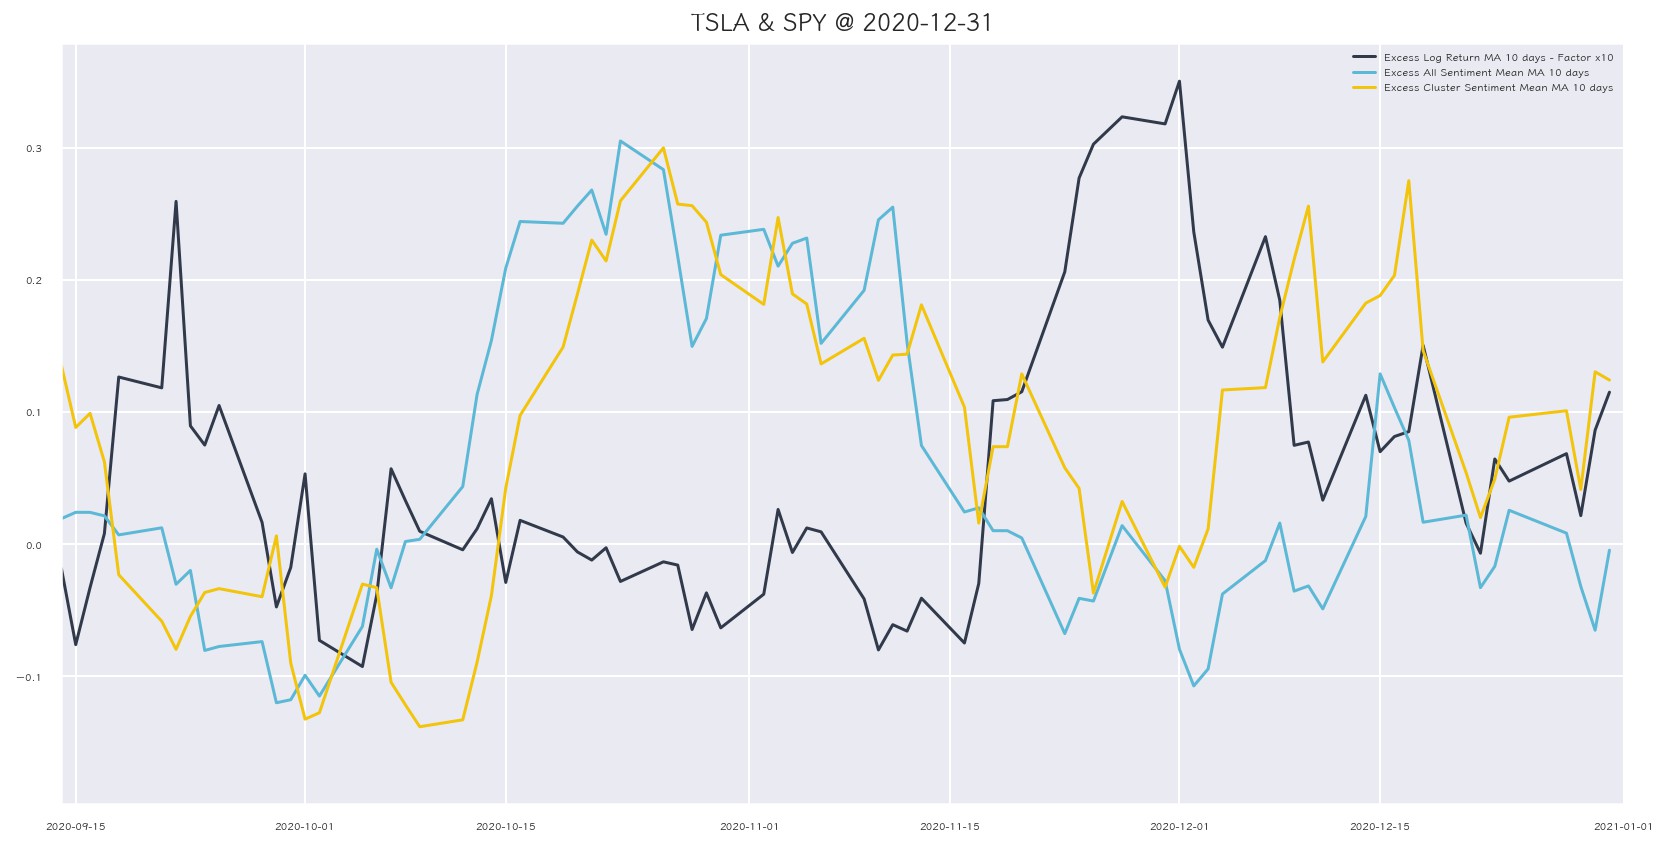 TSLA & SPY @ 2020-12-31
Excess Log Return MA 10 days - Factor x10
Excess All Sentiment Mean MA 10 days
Excess Cluster Sentiment Mean MA 10 days
0.3
0.2
0.1
0.0
−0.1
2020-09-15 2020-10-01 2020-10-15 2020-11-01 2020-11-15 2020-12-01 2020-12-15 2021-01-01